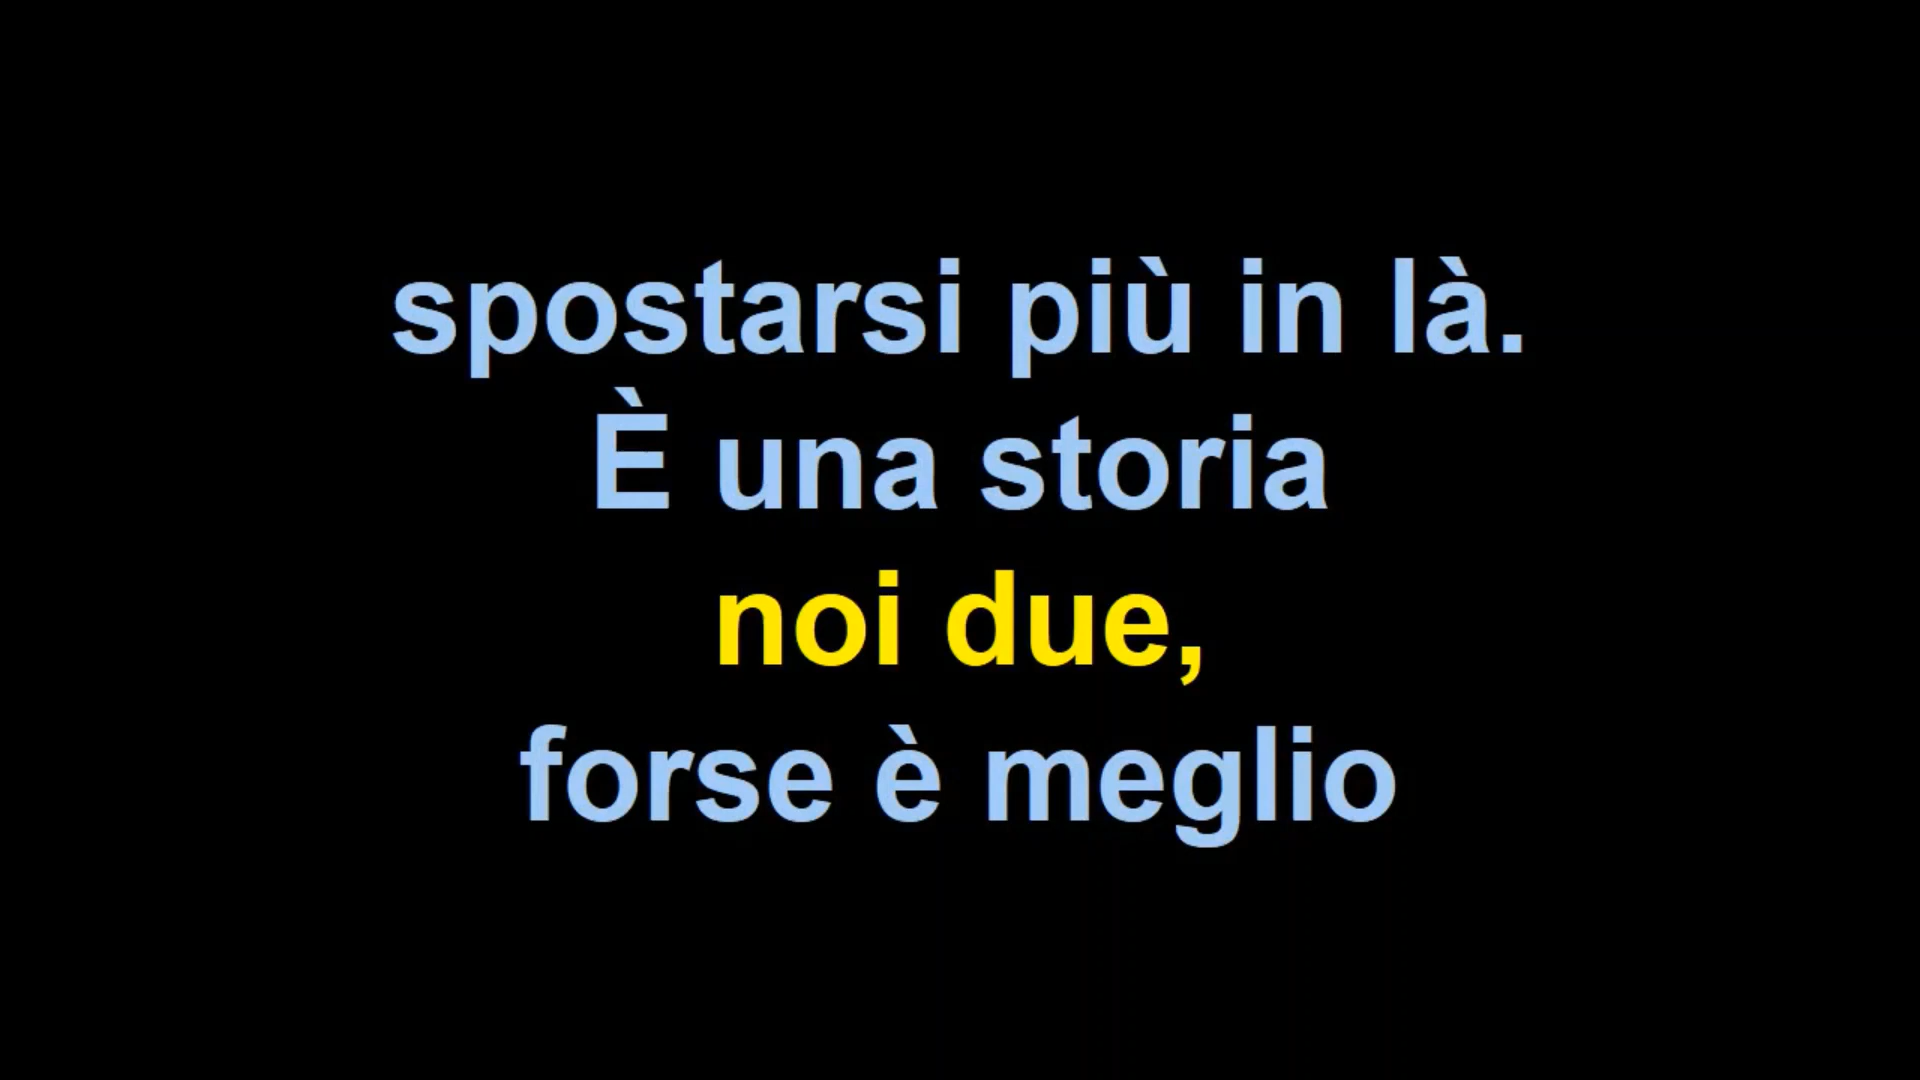 spostarsi più in là.
È una storia
noi due,
forse è meglio